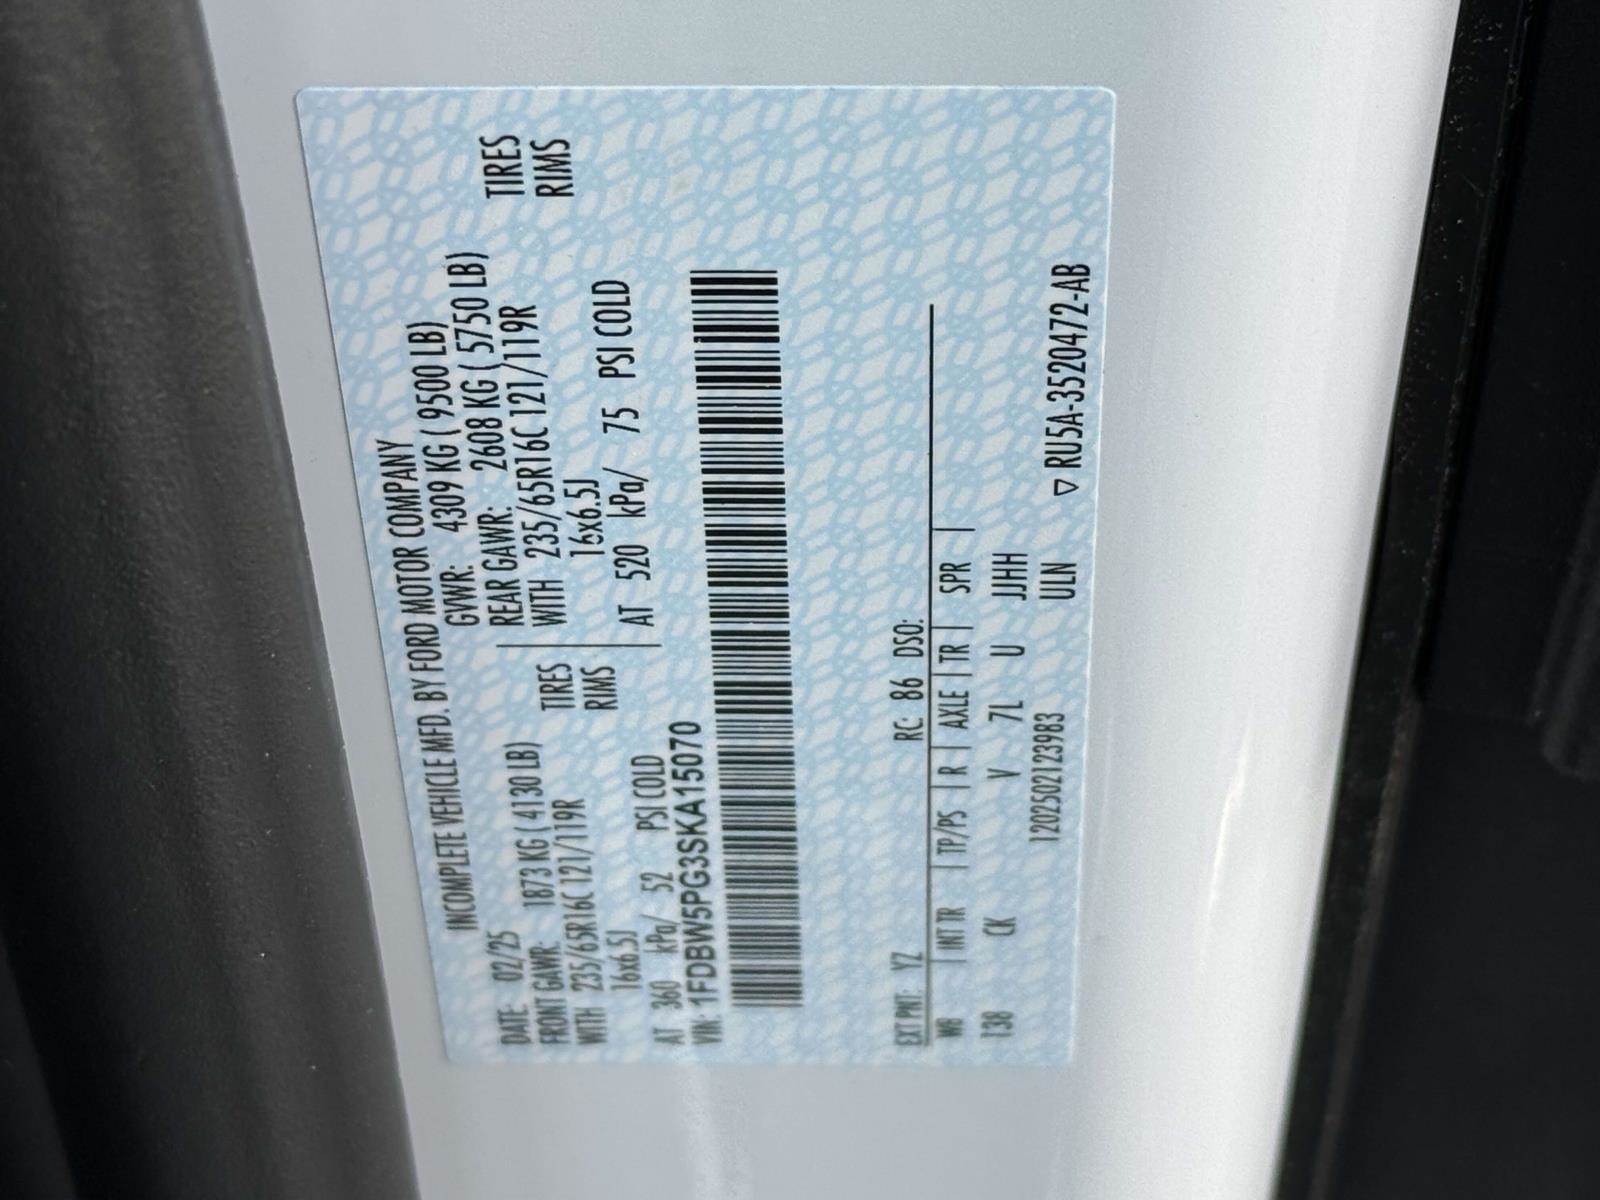 INCOMPLETE VEHICLE MFD. BY FORD MOTOR COMPANY
DATE: 02/25 GVWR: 4309 KG ( 9500 LB)
FRONT GAWR: 1873 KG ( 4130 LB) REAR GAWR: 2608 KG ( 5750 LB)
WITH 235/65R16C 121/119R TIRES WITH 235/65R16C 121/119R TIRES
16x6.5J RIMS 16x6.5J RIMS
AT 360 kPa/ 52 PSI COLD AT 520 kPa/ 75 PSI COLD
VIN: 1FDBW5PG3SKA15070
EXT PNT: YZ RC: 86 DSO:
WB INT TR TP/PS R AXLE TR SPR
138 CK V 7L U JJHH
1202502123983 ULN
▽ RU5A-3520472-AB